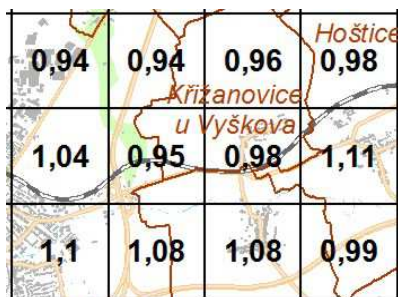 Hoštice
0,94 0,94 0,96 0,98
Křižanovice
u Vyškova
1,04 0,95 0,98 1,11
1,1 1,08 1,08 0,99